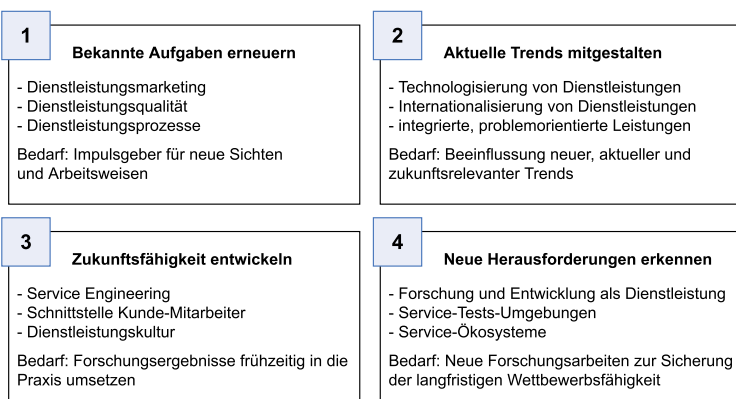 1
Bekannte Aufgaben erneuern
- Dienstleistungsmarketing
- Dienstleistungsqualität
- Dienstleistungsprozesse
Bedarf: Impulsgeber für neue Sichten
und Arbeitsweisen
2
Aktuelle Trends mitgestalten
- Technologisierung von Dienstleistungen
- Internationalisierung von Dienstleistungen
- integrierte, problemorientierte Leistungen
Bedarf: Beeinflussung neuer, aktueller und
zukunftsrelevanter Trends
3
Zukunftsfähigkeit entwickeln
- Service Engineering
- Schnittstelle Kunde-Mitarbeiter
- Dienstleistungskultur
Bedarf: Forschungsergebnisse frühzeitig in die
Praxis umsetzen
4
Neue Herausforderungen erkennen
- Forschung und Entwicklung als Dienstleistung
- Service-Tests-Umgebungen
- Service-Ökosysteme
Bedarf: Neue Forschungsarbeiten zur Sicherung
der langfristigen Wettbewerbsfähigkeit